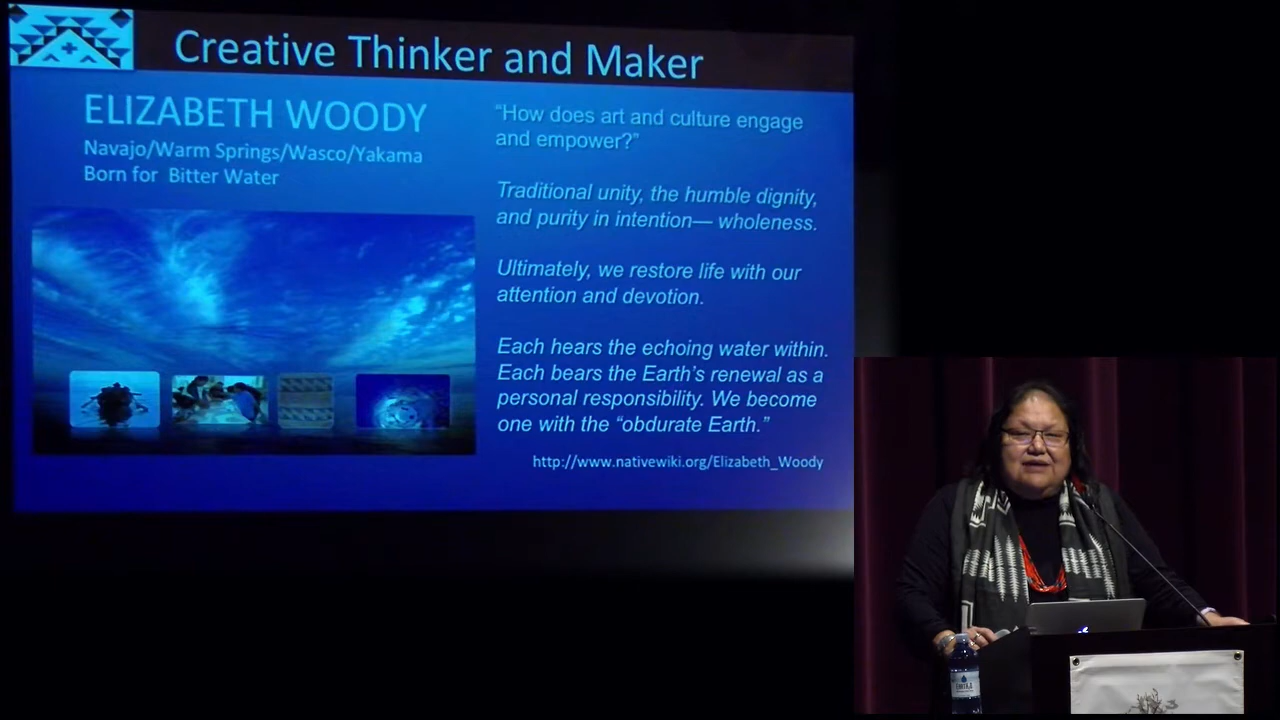 Creative Thinker and Maker
ELIZABETH WOODY
Navajo/Warm Springs/Wasco/Yakama
Born for Bitter Water
“How does art and culture engage
and empower?”
Traditional unity, the humble dignity,
and purity in intention— wholeness.
Ultimately, we restore life with our
attention and devotion.
Each hears the echoing water within.
Each bears the Earth’s renewal as a
personal responsibility. We become
one with the “obdurate Earth.”
http://www.nativewiki.org/Elizabeth_Woody